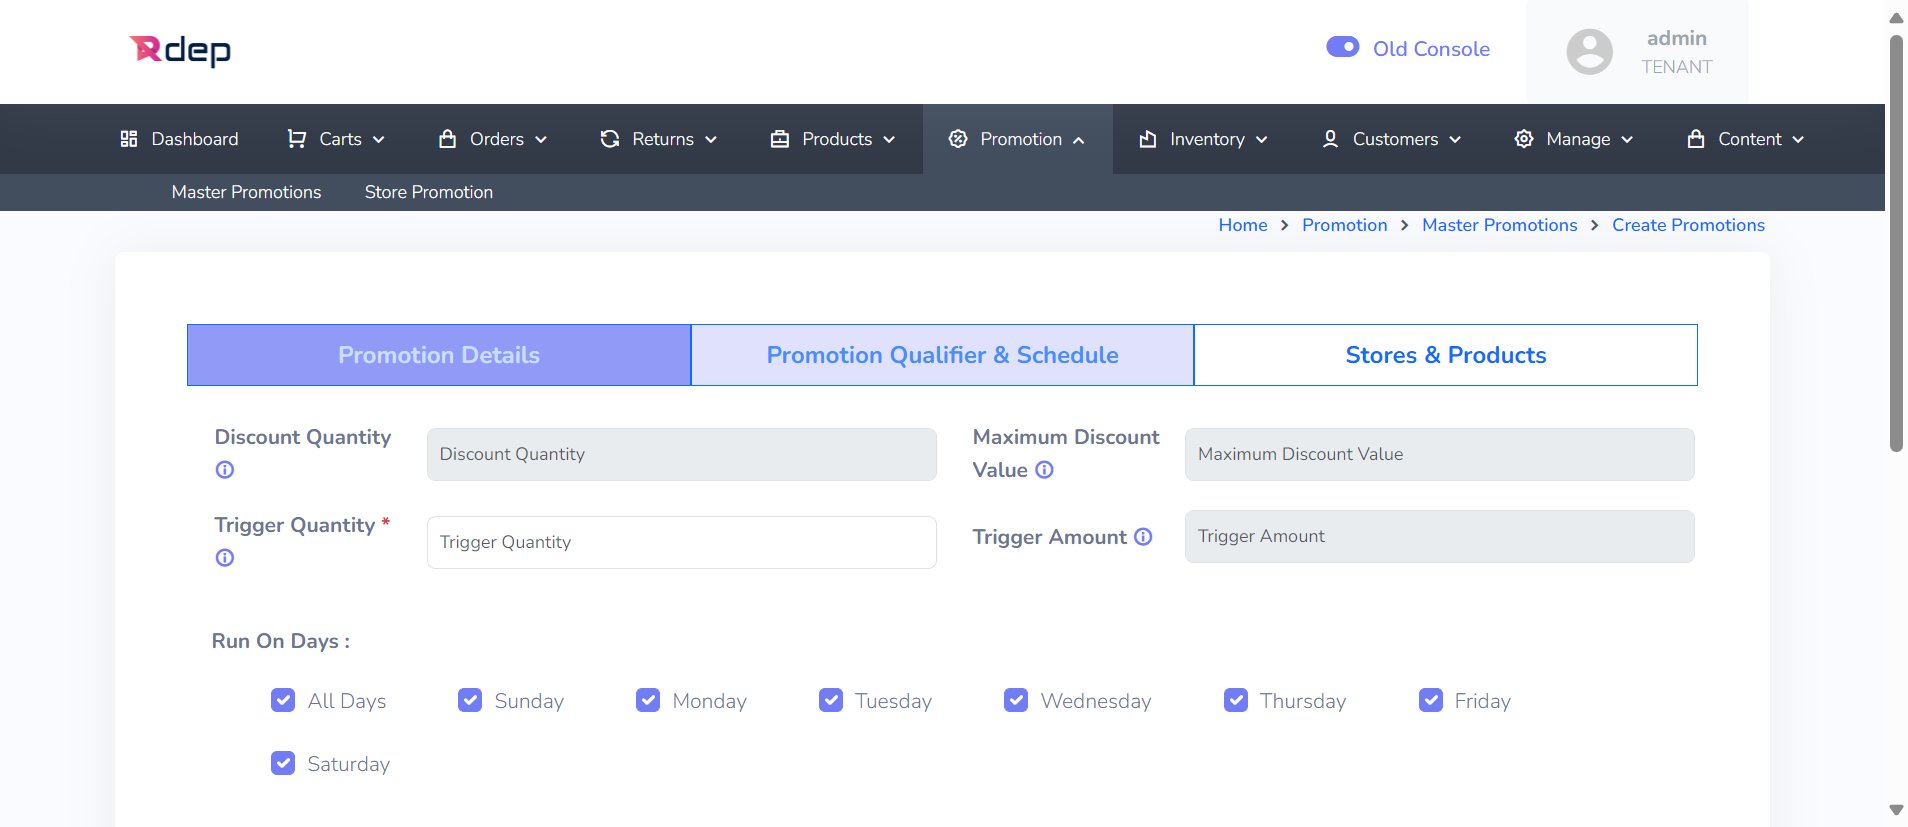 Rdep
Old Console
admin
TENANT
Dashboard Carts Orders Returns Products Promotion Inventory Customers Manage Content
Master Promotions Store Promotion
Home > Promotion > Master Promotions > Create Promotions
Promotion Details Promotion Qualifier & Schedule Stores & Products
Discount Quantity
Discount Quantity
Maximum Discount
Value
Maximum Discount Value
Trigger Quantity *
Trigger Quantity
Trigger Amount
Trigger Amount
Run On Days :
All Days Sunday Monday Tuesday Wednesday Thursday Friday
Saturday